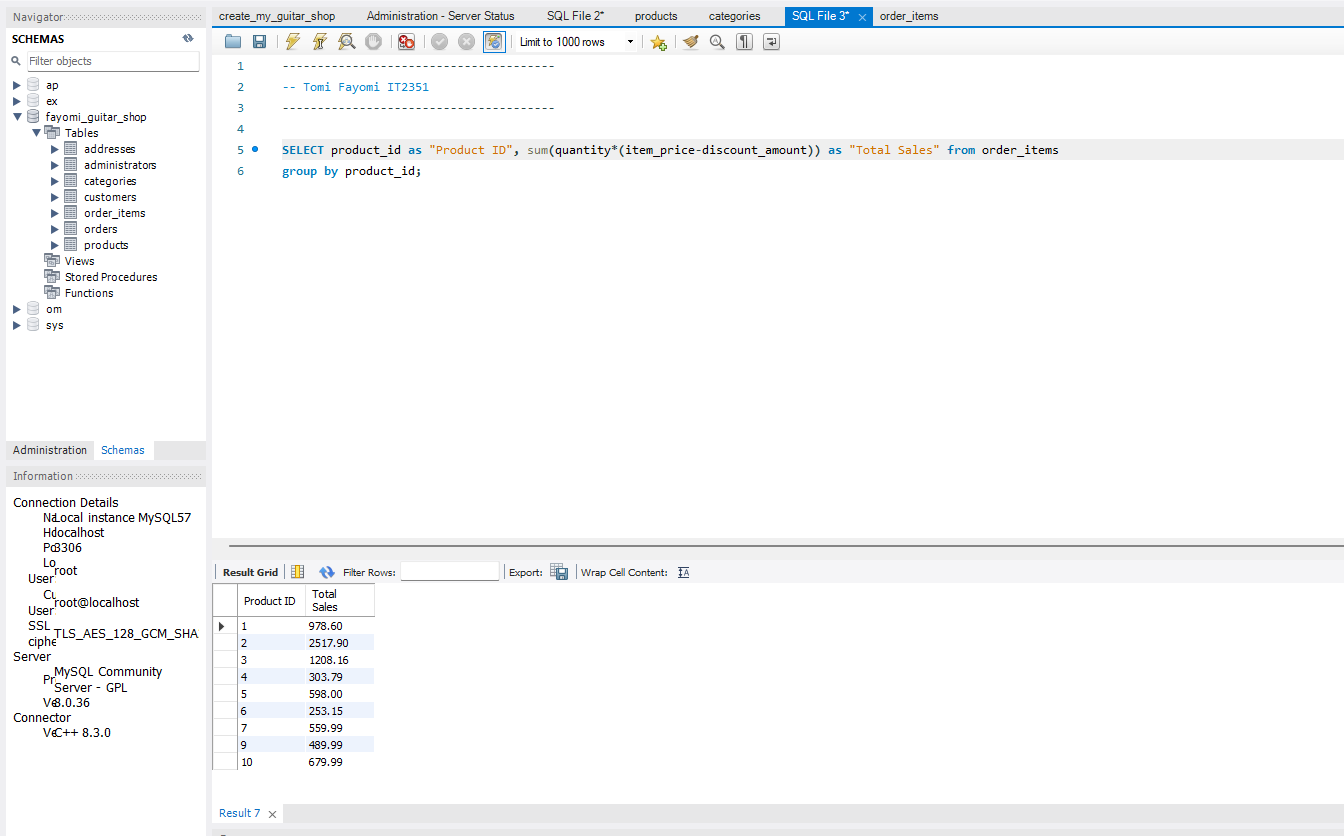 Navigator
SCHEMAS
Filter objects
ap
ex
fayomi_guitar_shop
Tables
addresses
administrators
categories
customers
order_items
orders
products
Views
Stored Procedures
Functions
om
sys
Administration Schemas
Information
Connection Details
Local instance MySQL57
localhost
3306
Lo
root
User
Cu
root@localhost
User
SSL
TLS_AES_128_GCM_SHA
ciphe
Server
MySQL Community
Pr
Server - GPL
Ve 8.0.36
Connector
Ve C++ 8.3.0
create_my_guitar_shop Administration - Server Status SQL File 2* products categories SQL File 3* order_items
Limit to 1000 rows
1 ---------------------------------------
2 -- Tomi Fayomi IT2351
3 ---------------------------------------
4
5 SELECT product_id as "Product ID", sum(quantity*(item_price-discount_amount)) as "Total Sales" from order_items
6 group by product_id;
Result Grid Filter Rows: Export: Wrap Cell Content:
Product ID Total Sales
1 978.60
2 2517.90
3 1208.16
4 303.79
5 598.00
6 253.15
7 559.99
9 489.99
10 679.99
Result 7